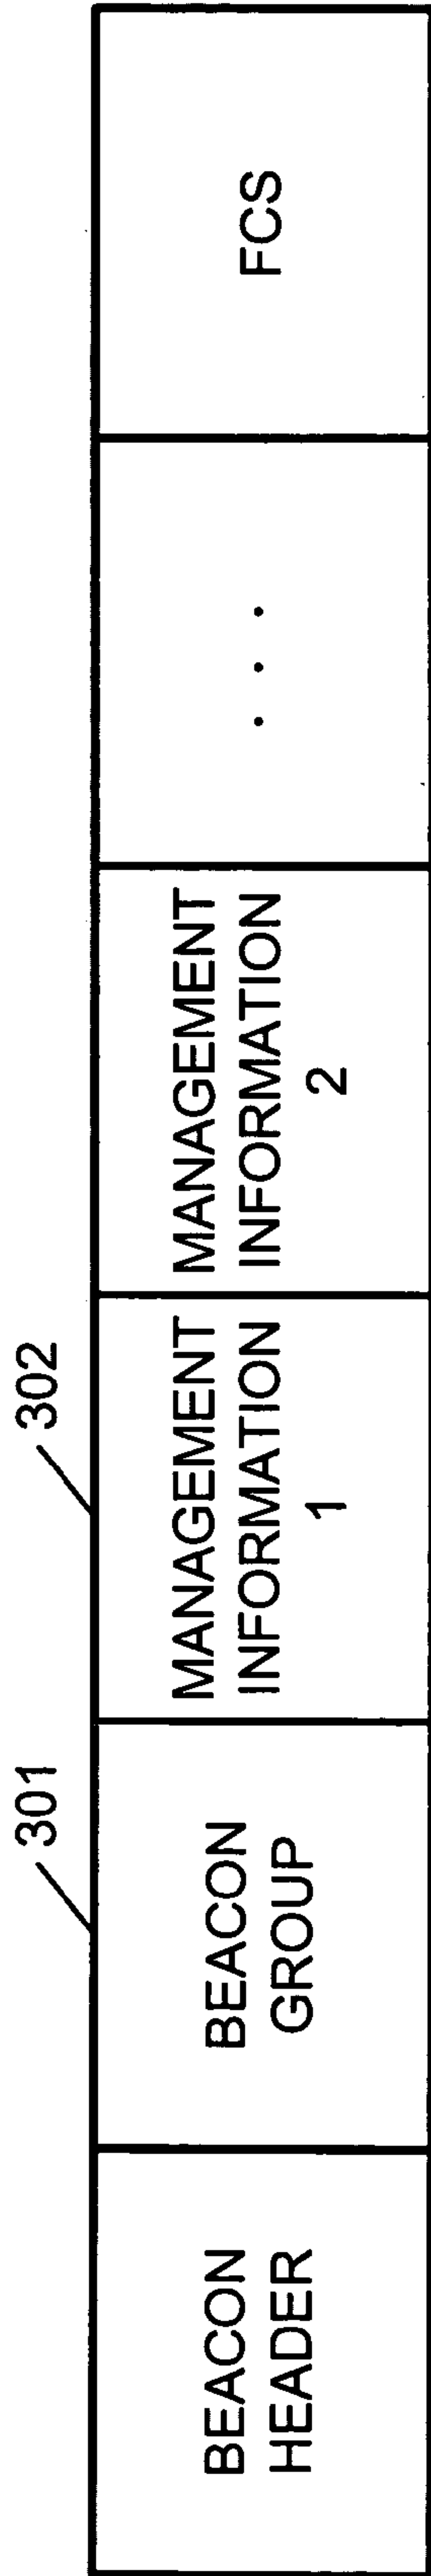 301
302
BEACON
HEADER
BEACON
GROUP
MANAGEMENT
INFORMATION
1
MANAGEMENT
INFORMATION
2
. . .
FCS